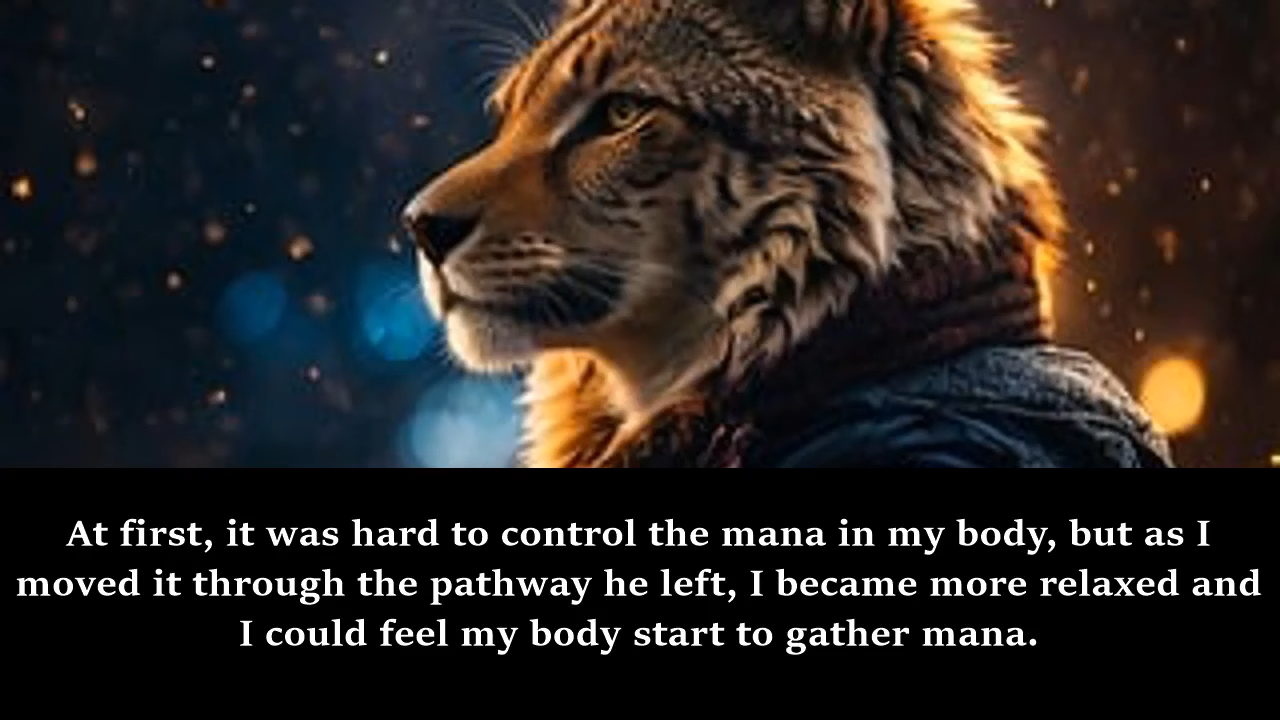 At first, it was hard to control the mana in my body, but as I
moved it through the pathway he left, I became more relaxed and
I could feel my body start to gather mana.